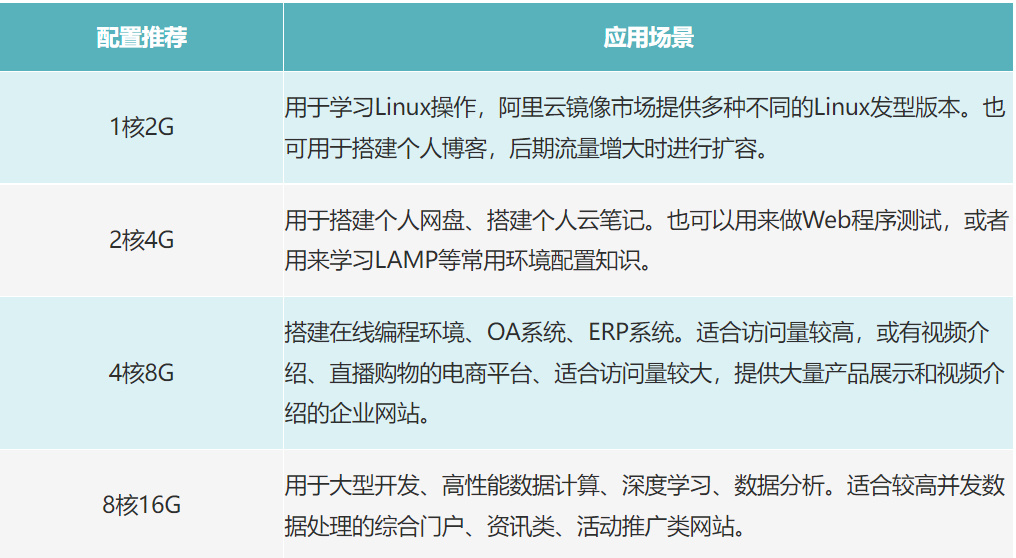 配置推荐
应用场景
1核2G
用于学习Linux操作，阿里云镜像市场提供多种不同的Linux发型版本。也
可用于搭建个人博客，后期流量增大时进行扩容。
2核4G
用于搭建个人网盘、搭建个人云笔记。也可以用来做Web程序测试，或者
用来学习LAMP等常用环境配置知识。
4核8G
搭建在线编程环境、OA系统、ERP系统。适合访问量较高，或有视频介
绍、直播购物的电商平台、适合访问量较大，提供大量产品展示和视频介
绍的企业网站。
8核16G
用于大型开发、高性能数据计算、深度学习、数据分析。适合较高并发数
据处理的综合门户、资讯类、活动推广类网站。